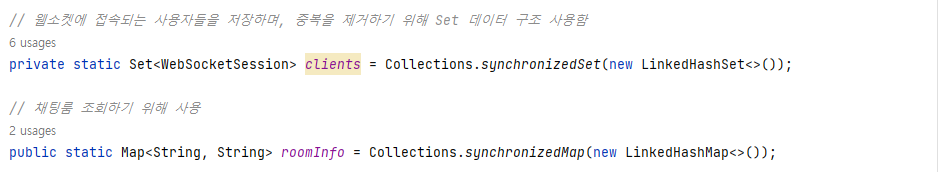 // 웹소켓에 접속되는 사용자들을 저장하며, 중복을 제거하기 위해 Set 데이터 구조 사용함
6 usages
private static Set<WebSocketSession> clients = Collections.synchronizedSet(new LinkedHashSet<>());
// 채팅룸 조회하기 위해 사용
2 usages
public static Map<String, String> roomInfo = Collections.synchronizedMap(new LinkedHashMap<>());